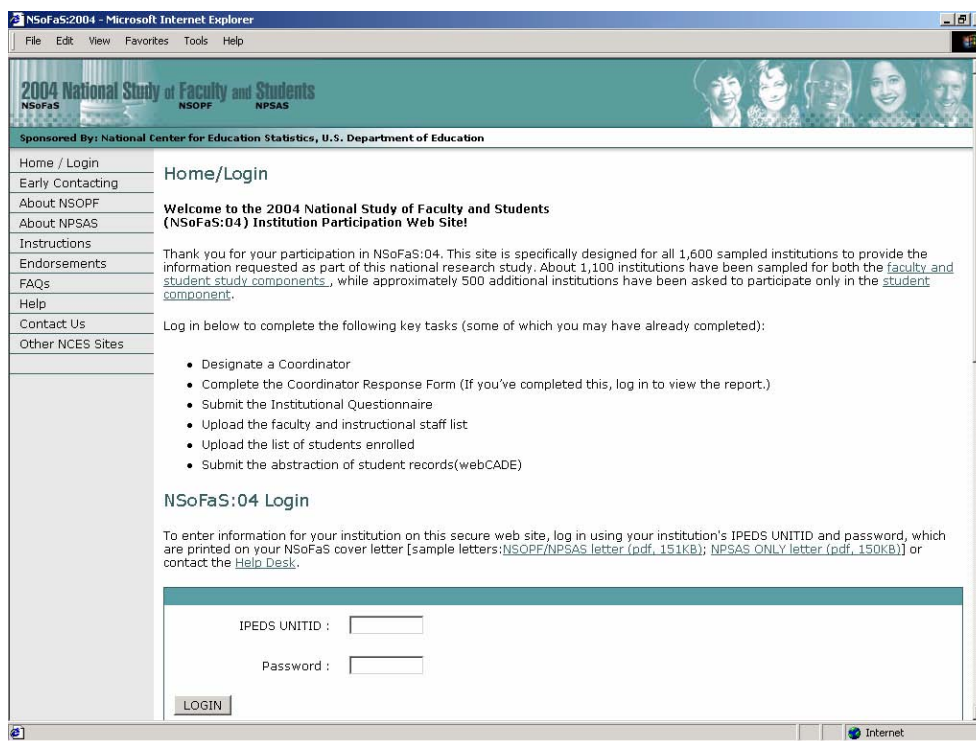 NSoFaS:2004 - Microsoft Internet Explorer
File Edit View Favorites Tools Help
2004 National Study of Faculty and Students
NSoFaS NSOPF NPSAS
Sponsored By: National Center for Education Statistics, U.S. Department of Education
Home / Login
Early Contacting
About NSOPF
About NPSAS
Instructions
Endorsements
FAQs
Help
Contact Us
Other NCES Sites
Home/Login
Welcome to the 2004 National Study of Faculty and Students
(NSoFaS:04) Institution Participation Web Site!
Thank you for your participation in NSoFaS:04. This site is specifically designed for all 1,600 sampled institutions to provide the
information requested as part of this national research study. About 1,100 institutions have been sampled for both the faculty and
student study components , while approximately 500 additional institutions have been asked to participate only in the student
component.
Log in below to complete the following key tasks (some of which you may have already completed):
• Designate a Coordinator
• Complete the Coordinator Response Form (If you've completed this, log in to view the report.)
• Submit the Institutional Questionnaire
• Upload the faculty and instructional staff list
• Upload the list of students enrolled
• Submit the abstraction of student records(webCADE)
NSoFaS:04 Login
To enter information for your institution on this secure web site, log in using your institution's IPEDS UNITID and password, which
are printed on your NSoFaS cover letter [sample letters:NSOPF/NPSAS letter (pdf, 151KB); NPSAS ONLY letter (pdf, 150KB)] or
contact the Help Desk.
IPEDS UNITID :
Password :
LOGIN
Internet